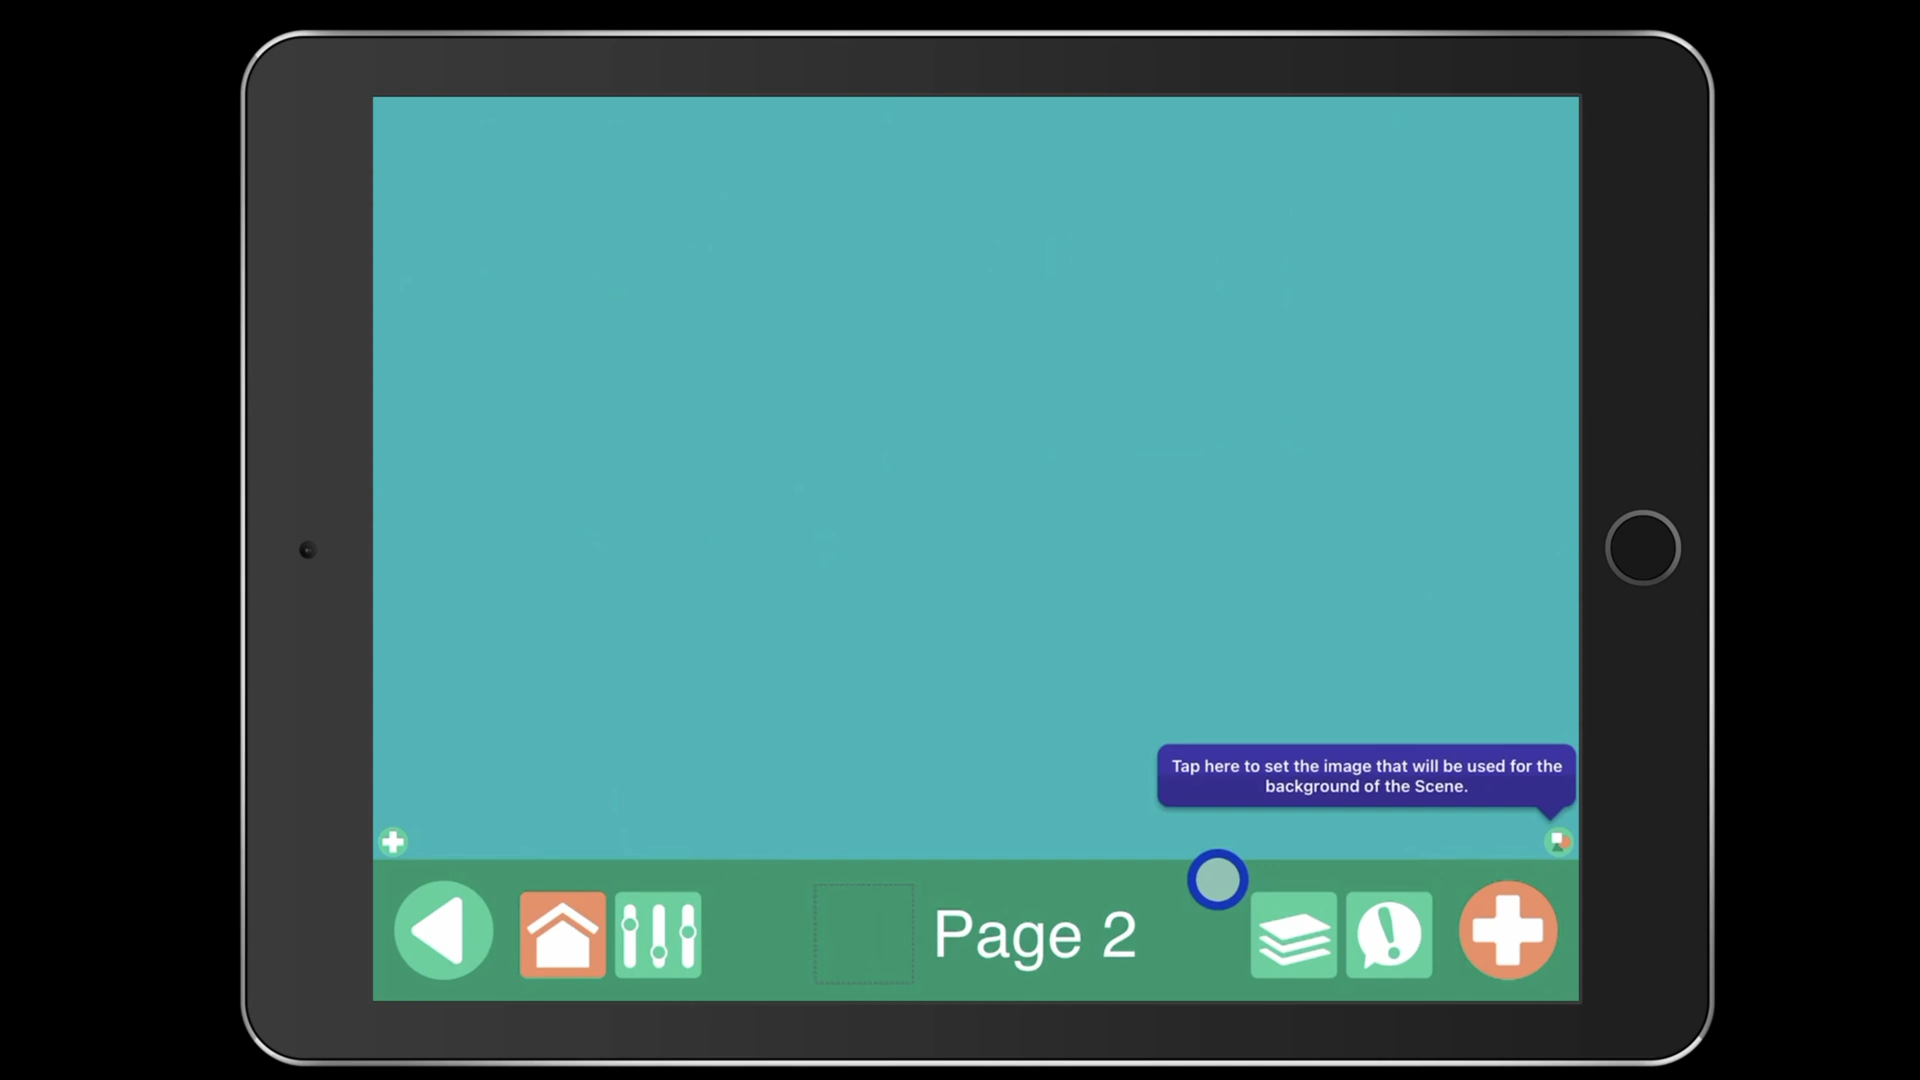 Tap here to set the image that will be used for the
background of the Scene.
Page 2